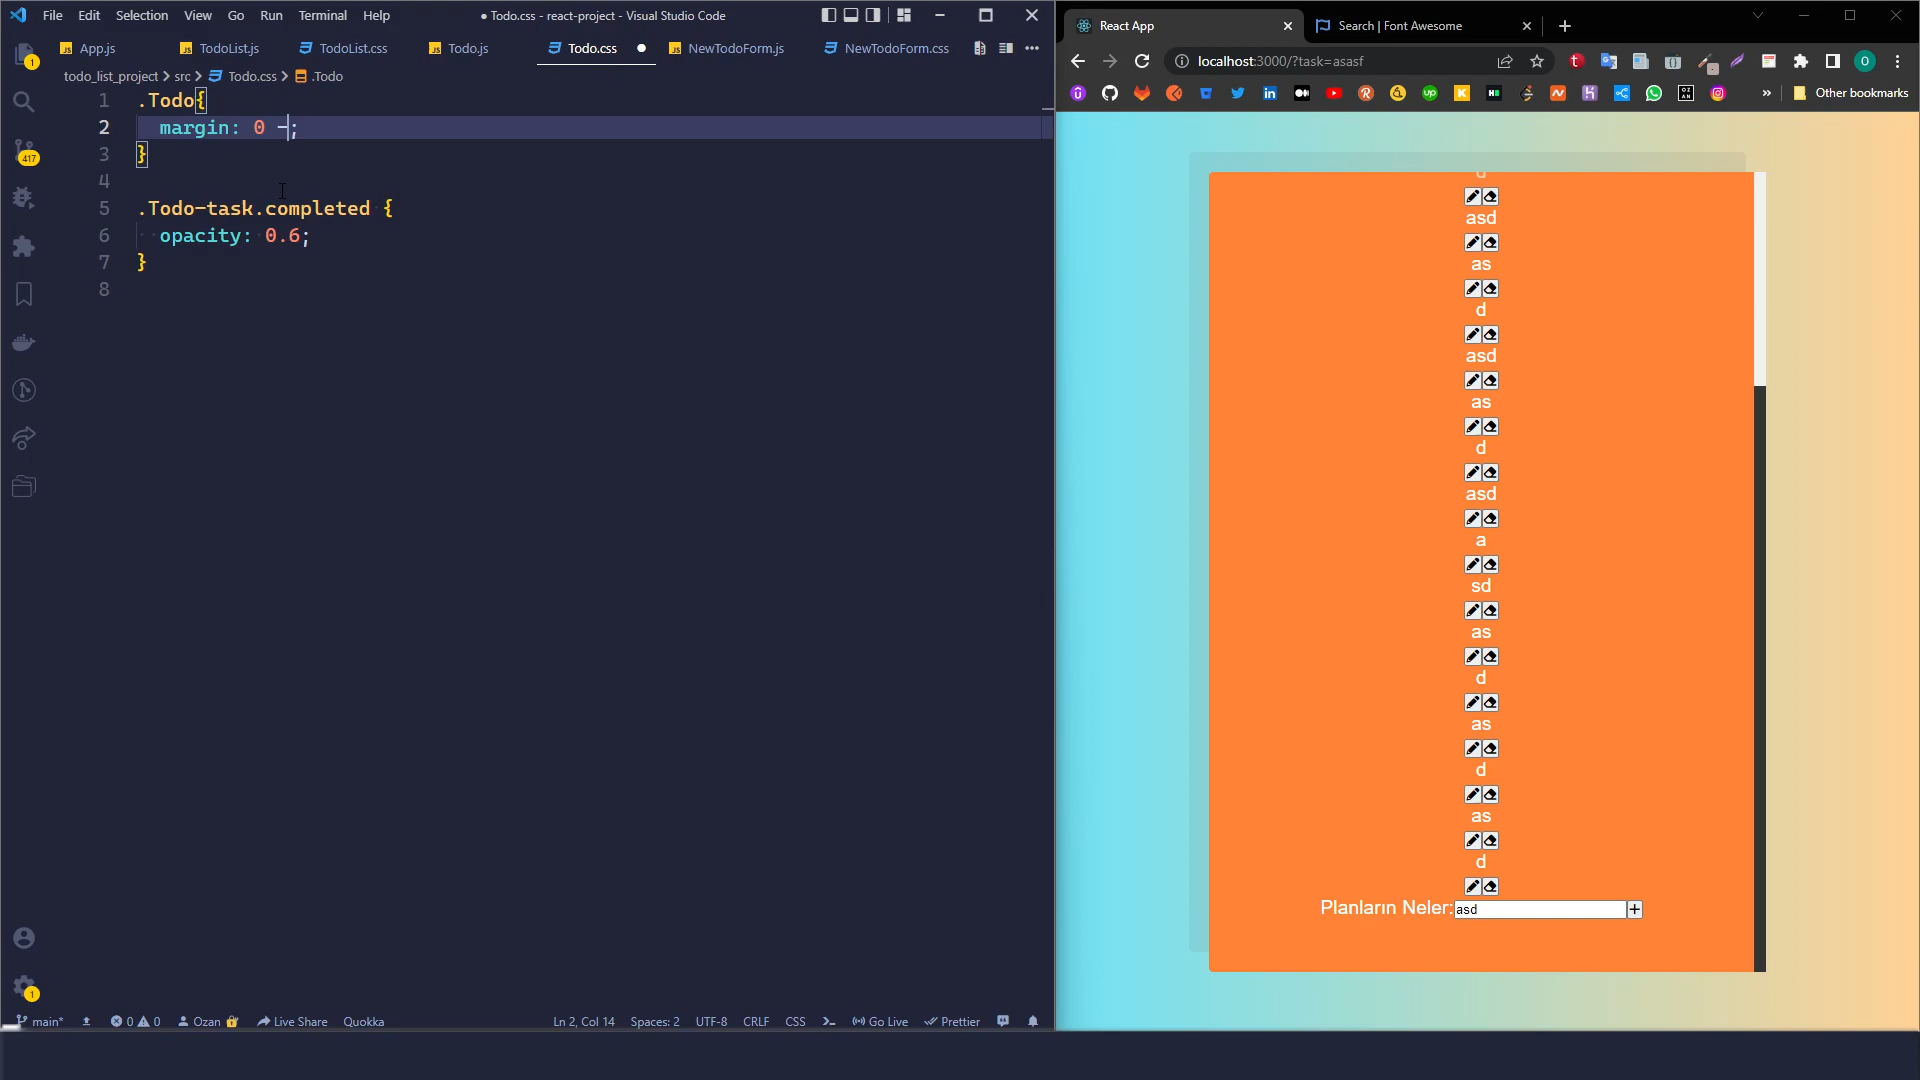 File Edit Selection View Go Run Terminal Help
● Todo.css - react-project - Visual Studio Code
App.js TodoList.js TodoList.css Todo.js Todo.css NewTodoForm.js NewTodoForm.css
todo_list_project > src > Todo.css > .Todo
1 .Todo{
2 margin: 0 -;
3 }
4
5 .Todo-task.completed {
6 opacity: 0.6;
7 }
8
1
417
1
main* 0 0 Ozan Live Share Quokka Ln 2, Col 14 Spaces: 2 UTF-8 CRLF CSS Go Live Prettier
React App Search | Font Awesome
localhost:3000/?task=asasf
O
» Other bookmarks
d
asd
as
d
asd
as
d
asd
a
sd
as
d
as
d
as
d
Planların Neler: asd +